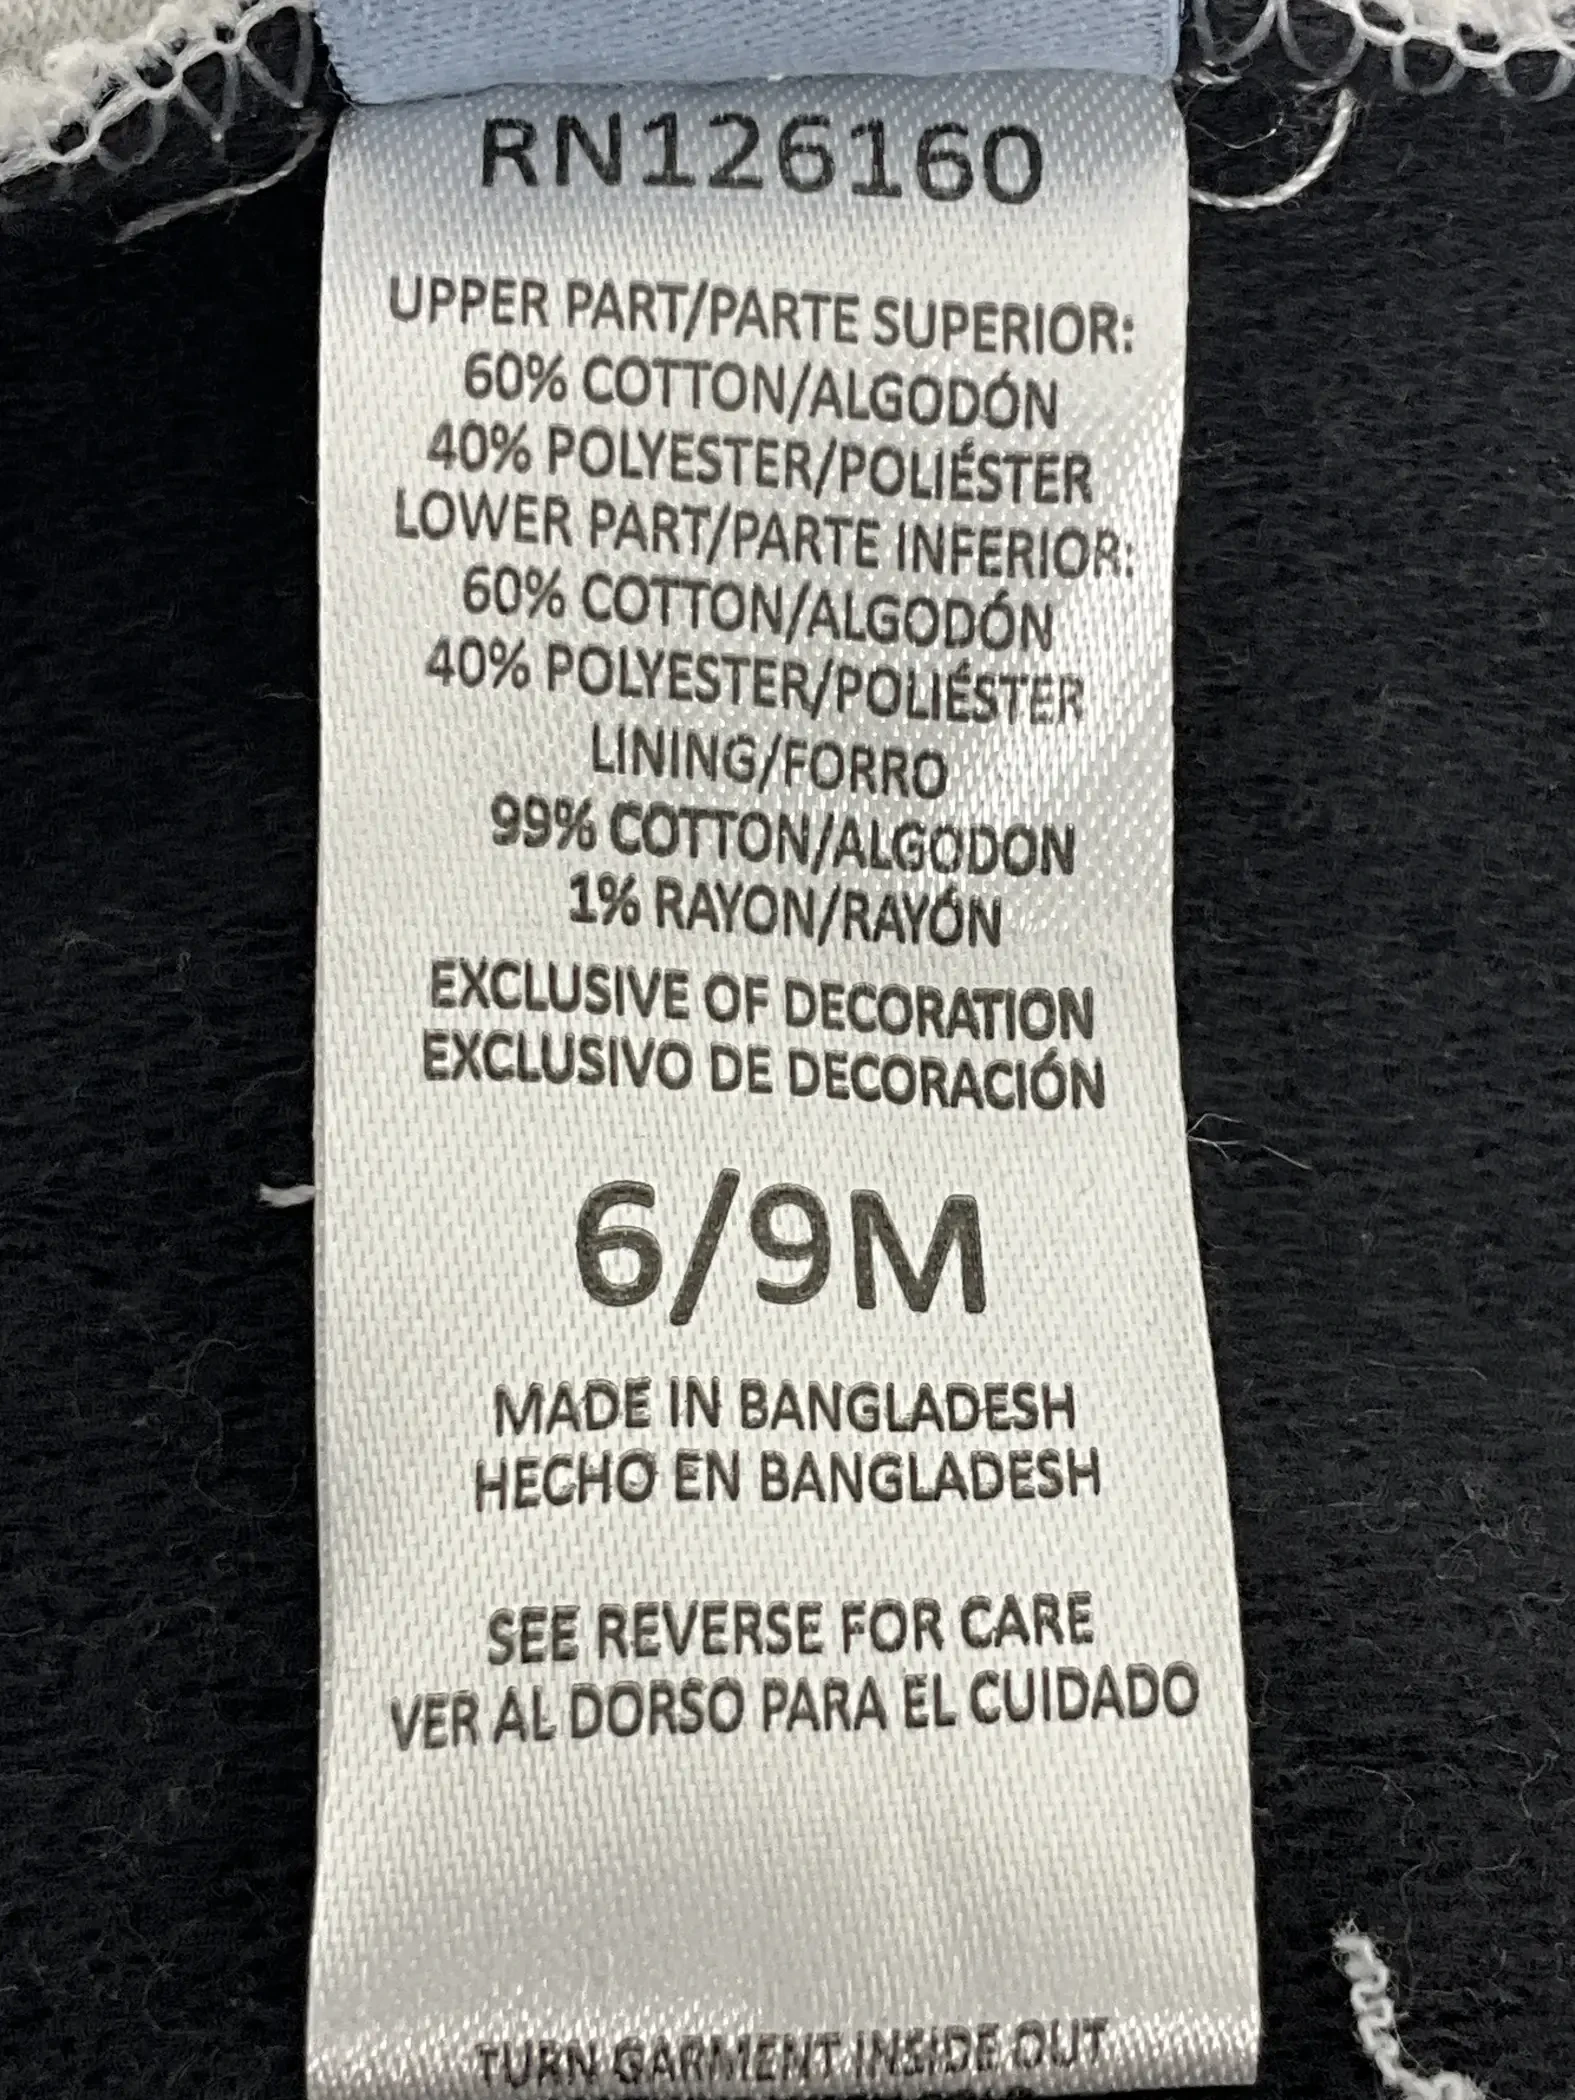 RN126160
UPPER PART/PARTE SUPERIOR:
60% COTTON/ALGODÓN
40% POLYESTER/POLIÉSTER
LOWER PART/PARTE INFERIOR:
60% COTTON/ALGODÓN
40% POLYESTER/POLIÉSTER
LINING/FORRO
99% COTTON/ALGODON
1% RAYON/RAYÓN
EXCLUSIVE OF DECORATION
EXCLUSIVO DE DECORACIÓN
6/9M
MADE IN BANGLADESH
HECHO EN BANGLADESH
SEE REVERSE FOR CARE
VER AL DORSO PARA EL CUIDADO
TURN GARMENT INSIDE OUT